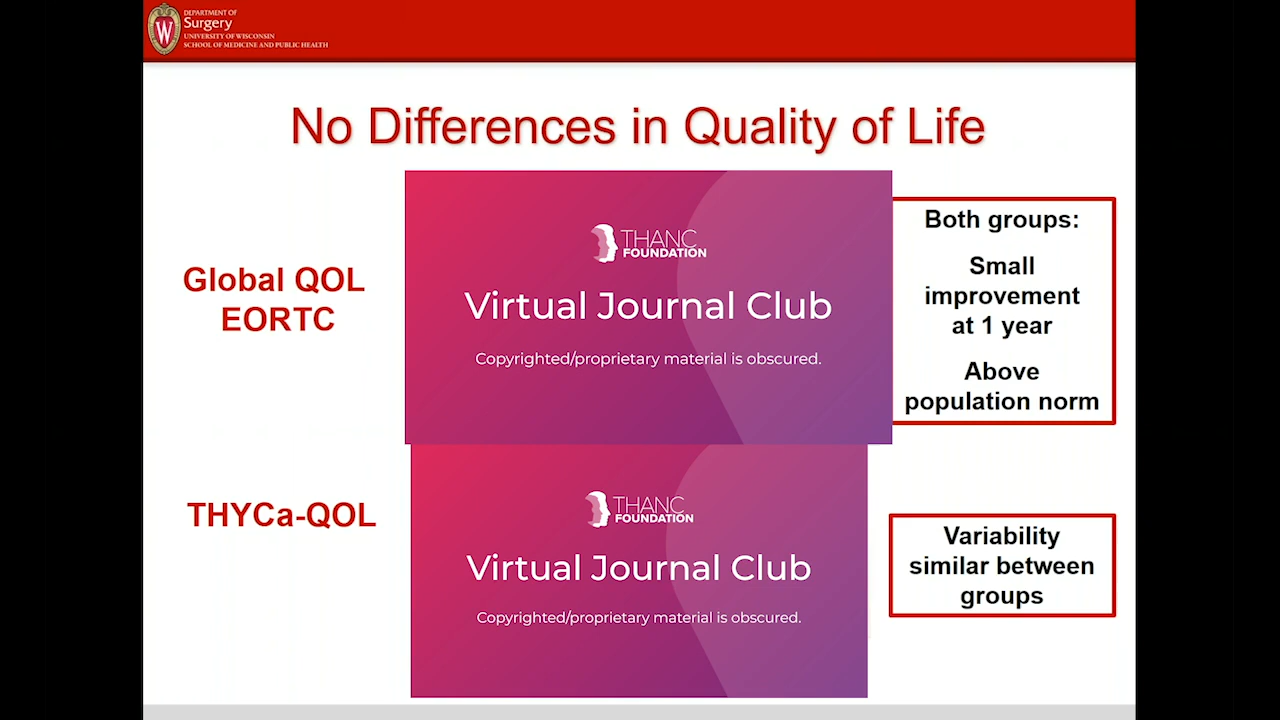 DEPARTMENT OF
Surgery
UNIVERSITY OF WISCONSIN
SCHOOL OF MEDICINE AND PUBLIC HEALTH
W
No Differences in Quality of Life
Global QOL
EORTC
THANC
FOUNDATION
Virtual Journal Club
Copyrighted/proprietary material is obscured.
Both groups:
Small
improvement
at 1 year
Above
population norm
THYCa-QOL
THANC
FOUNDATION
Virtual Journal Club
Copyrighted/proprietary material is obscured.
Variability
similar between
groups